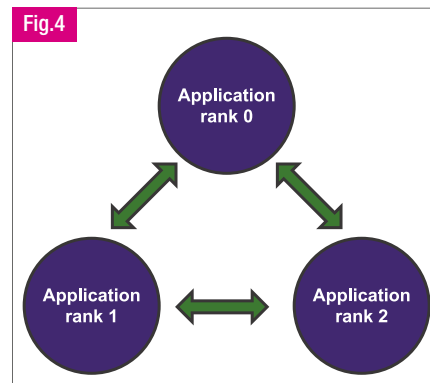 Fig.4
Application
rank 0
Application
rank 1
Application
rank 2